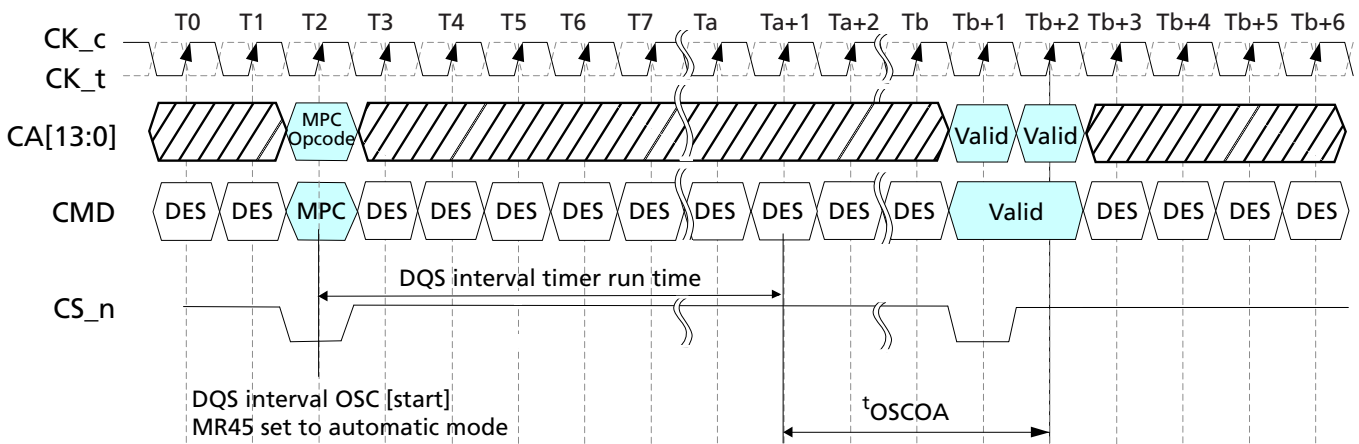 T0 T1 T2 T3 T4 T5 T6 T7 Ta Ta+1 Ta+2 Tb Tb+1 Tb+2 Tb+3 Tb+4 Tb+5 Tb+6
CK_c
CK_t
CA[13:0]
MPC
Opcode
Valid Valid
CMD
DES DES MPC DES DES DES DES DES DES DES DES DES Valid DES DES DES DES
DQS interval timer run time
CS_n
DQS interval OSC [start]
MR45 set to automatic mode
tOSCOA